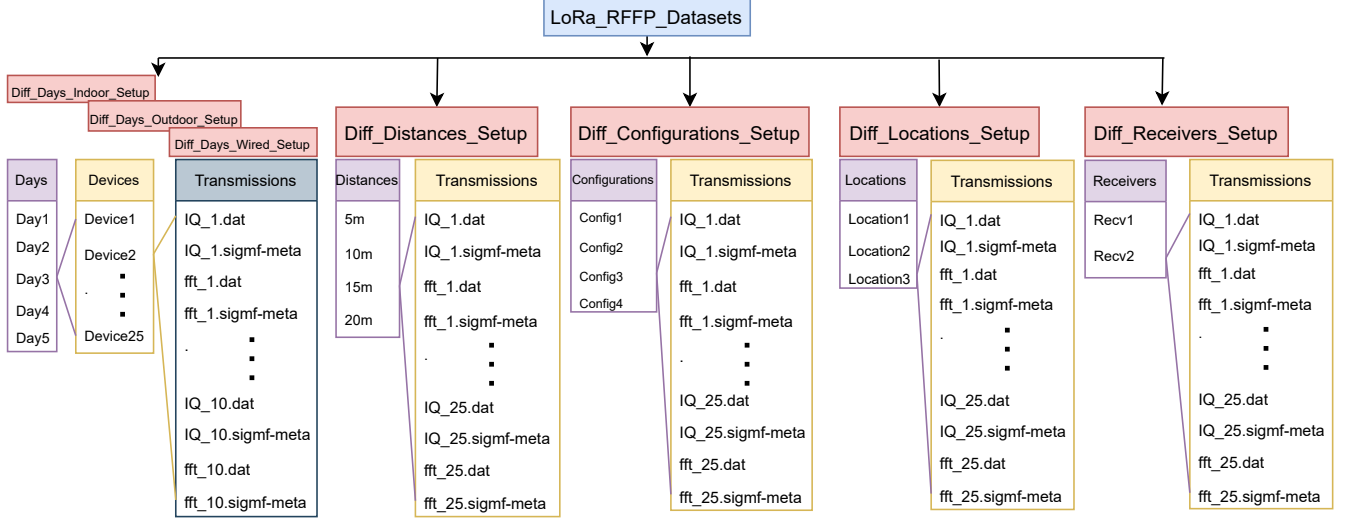 LoRa_RFFP_Datasets
Diff_Days_Indoor_Setup
Diff_Days_Outdoor_Setup
Diff_Days_Wired_Setup
Days
Day1
Day2
Day3
Day4
Day5
Devices
Device1
Device2
.
Device25
Transmissions
IQ_1.dat
IQ_1.sigmf-meta
fft_1.dat
fft_1.sigmf-meta
.
IQ_10.dat
IQ_10.sigmf-meta
fft_10.dat
fft_10.sigmf-meta
Diff_Distances_Setup
Distances
5m
10m
15m
20m
Transmissions
IQ_1.dat
IQ_1.sigmf-meta
fft_1.dat
fft_1.sigmf-meta
.
IQ_25.dat
IQ_25.sigmf-meta
fft_25.dat
fft_25.sigmf-meta
Diff_Configurations_Setup
Configurations
Config1
Config2
Config3
Config4
Transmissions
IQ_1.dat
IQ_1.sigmf-meta
fft_1.dat
fft_1.sigmf-meta
.
IQ_25.dat
IQ_25.sigmf-meta
fft_25.dat
fft_25.sigmf-meta
Diff_Locations_Setup
Locations
Location1
Location2
Location3
Transmissions
IQ_1.dat
IQ_1.sigmf-meta
fft_1.dat
fft_1.sigmf-meta
.
IQ_25.dat
IQ_25.sigmf-meta
fft_25.dat
fft_25.sigmf-meta
Diff_Receivers_Setup
Receivers
Recv1
Recv2
Transmissions
IQ_1.dat
IQ_1.sigmf-meta
fft_1.dat
fft_1.sigmf-meta
.
IQ_25.dat
IQ_25.sigmf-meta
fft_25.dat
fft_25.sigmf-meta